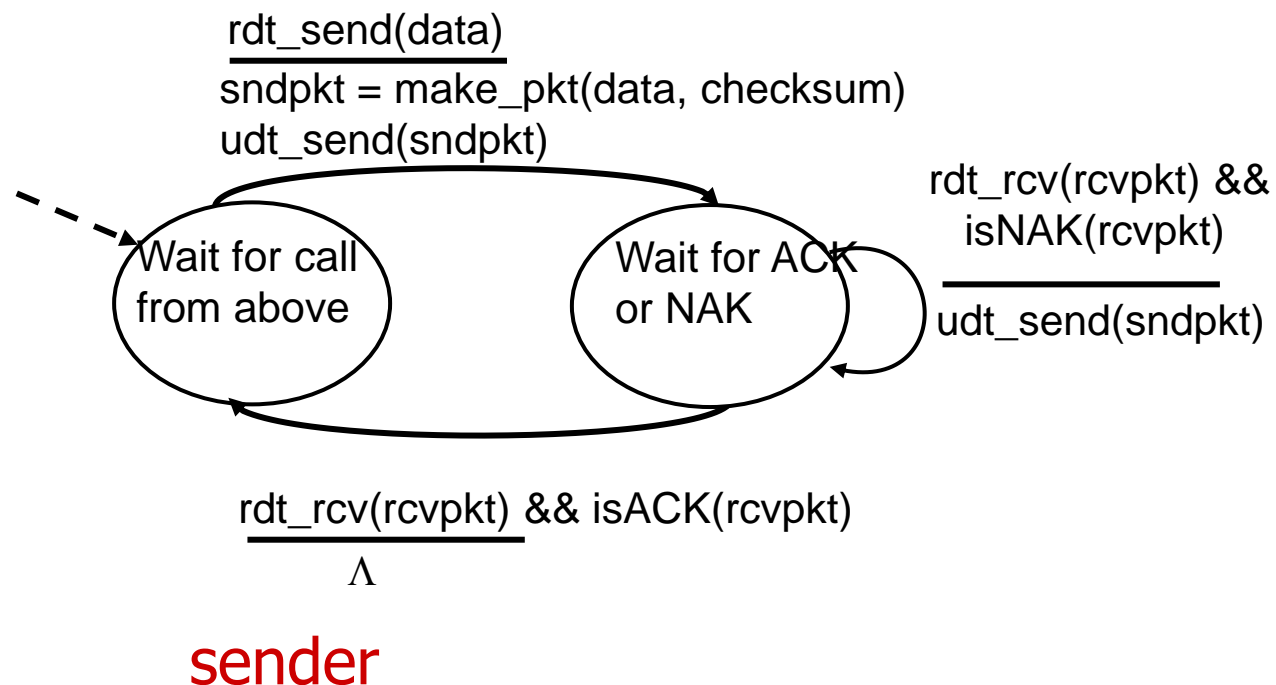 rdt_send(data)
sndpkt = make_pkt(data, checksum)
udt_send(sndpkt)
rdt_rcv(rcvpkt) &&
isNAK(rcvpkt)
udt_send(sndpkt)
Wait for call
from above
Wait for ACK
or NAK
rdt_rcv(rcvpkt) && isACK(rcvpkt)
Λ
sender